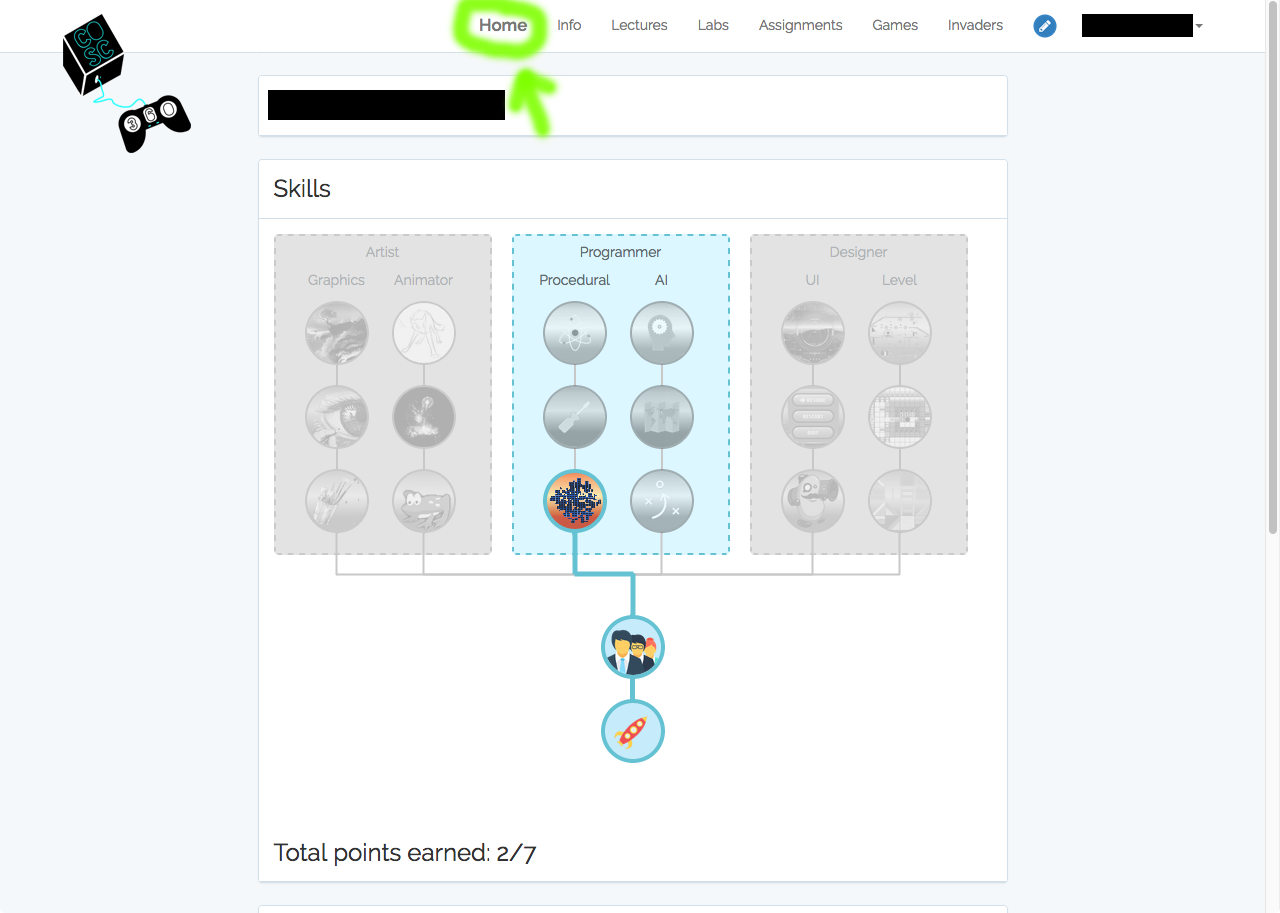 Home Info Lectures Labs Assignments Games Invaders
COSC
360
Skills
Artist Programmer Designer
Graphics Animator Procedural AI UI Level
Total points earned: 2/7